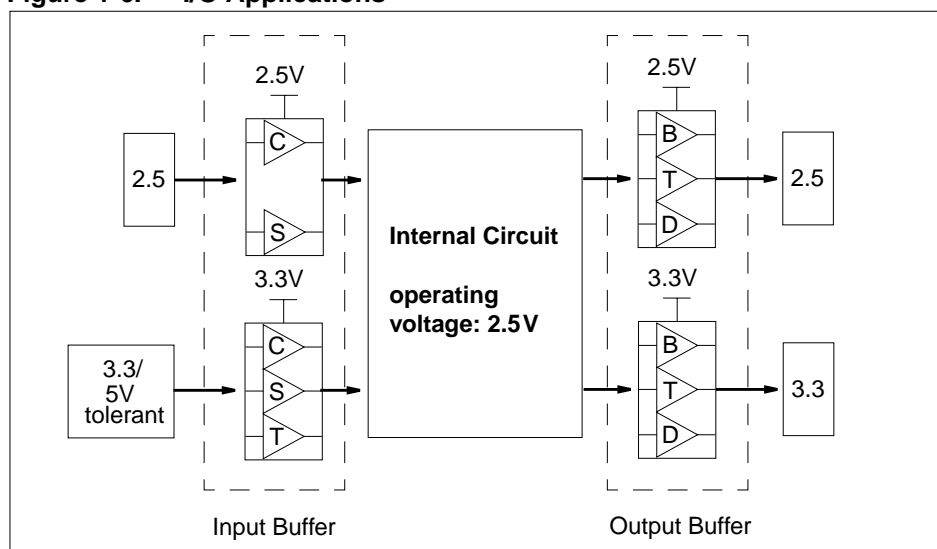 2.5V
2.5V
C
B
2.5
T
2.5
S
D
Internal Circuit
operating
voltage: 2.5V
3.3V
3.3V
C
B
3.3/
5V
tolerant
S
T
3.3
T
D
Input Buffer
Output Buffer